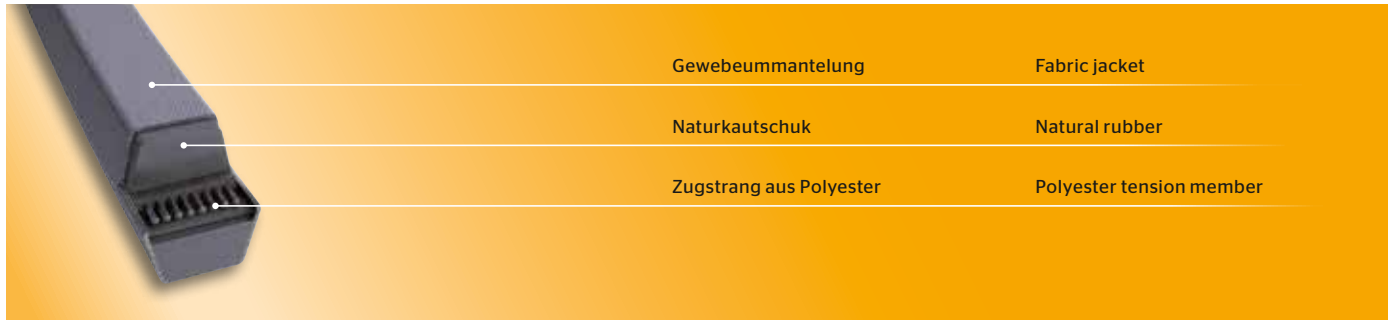 Gewebeummantelung Fabric jacket
Naturkautschuk Natural rubber
Zugstrang aus Polyester Polyester tension member